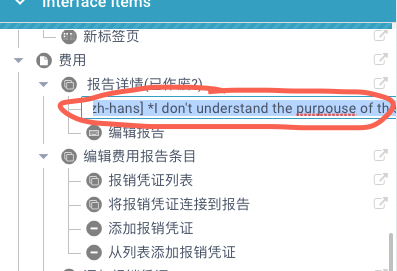 Interface Items
新标签页
费用
报告详情(已作废?)
zh-hans] *I don't understand the purpouse of th
编辑报告
编辑费用报告条目
报销凭证列表
将报销凭证连接到报告
添加报销凭证
从列表添加报销凭证